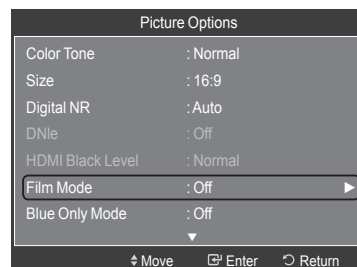 Picture Options
Color Tone : Normal
Size : 16:9
Digital NR : Auto
DNIe : Off
HDMI Black Level : Normal
Film Mode : Off
Blue Only Mode : Off
Move Enter Return